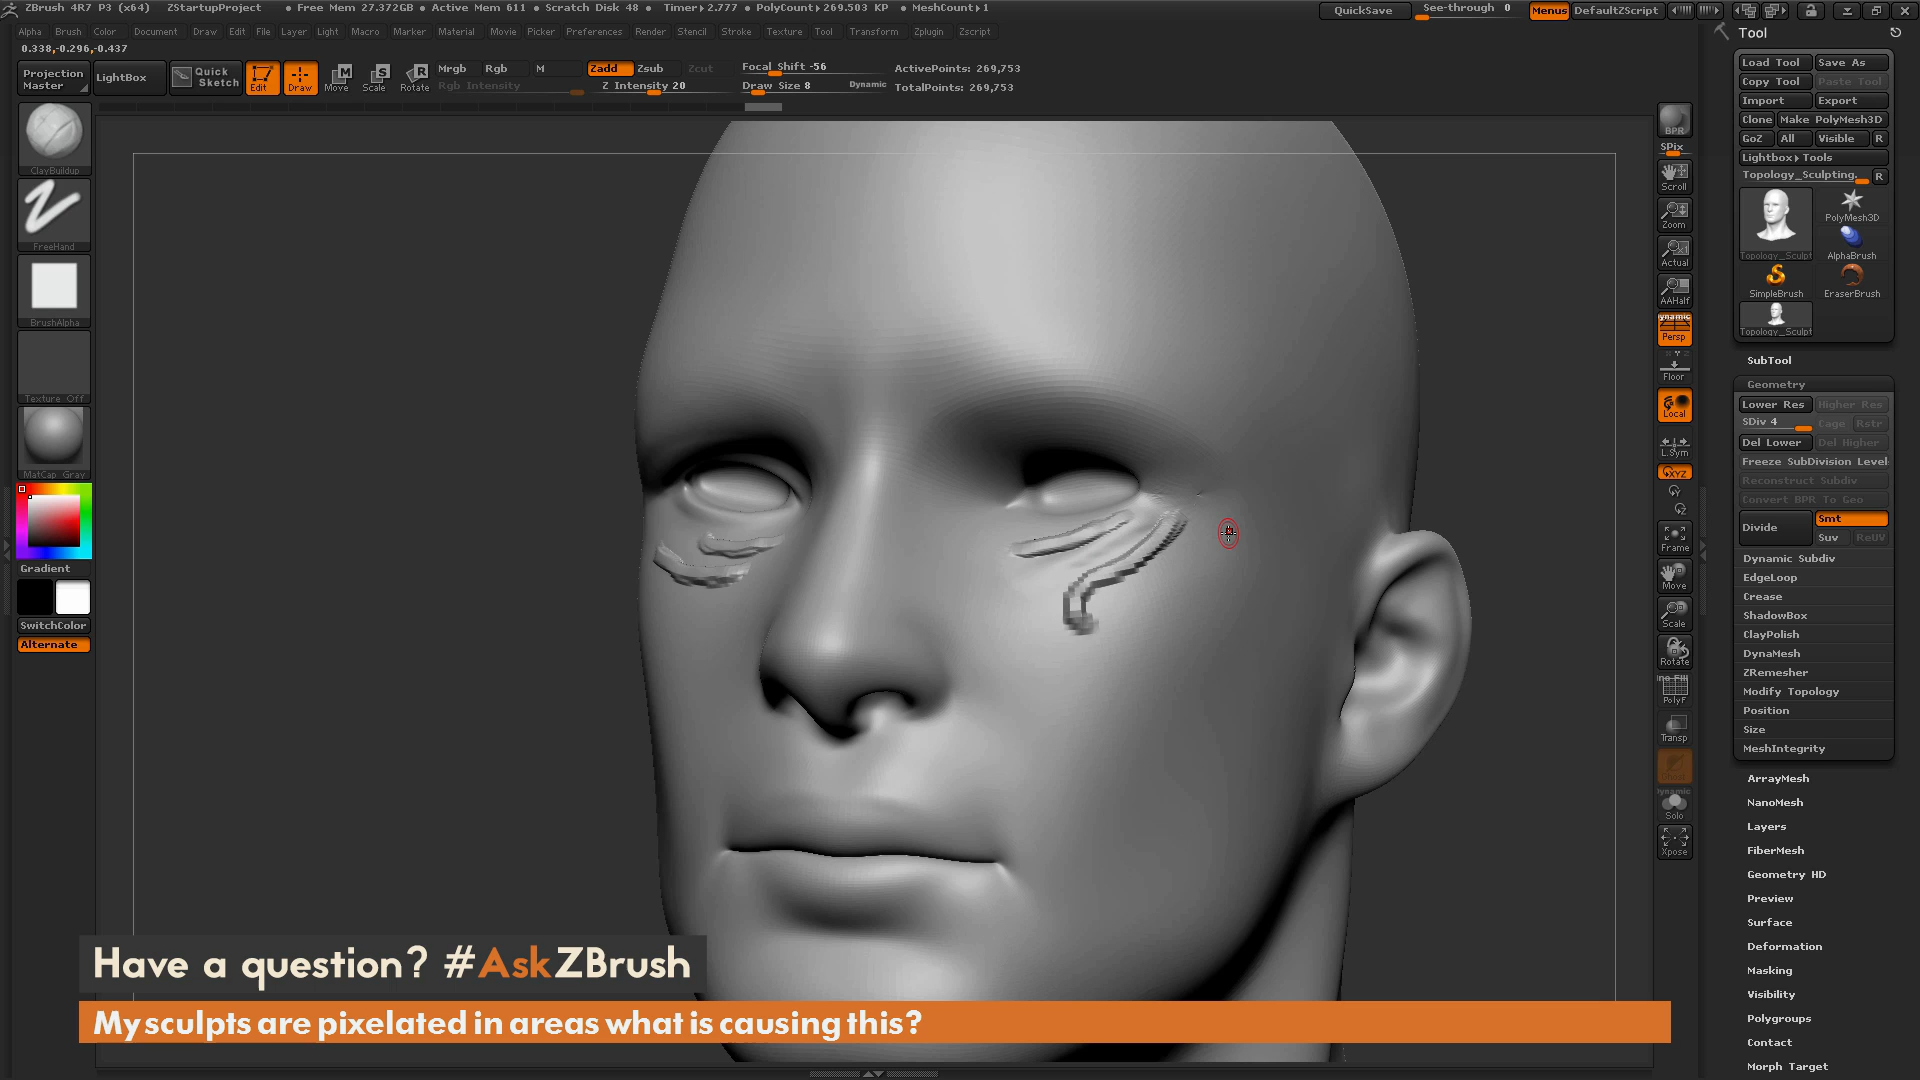 ZBrush 4R7 P3 (x64) ZStartupProject • Free Mem 27.372GB • Active Mem 611 • Scratch Disk 48 • Timer▸2.777 • PolyCount▸269.503 KP • MeshCount▸1 QuickSave See-through 0 Menus DefaultZScript
Alpha Brush Color Document Draw Edit File Layer Light Macro Marker Material Movie Picker Preferences Render Stencil Stroke Texture Tool Transform Zplugin Zscript
0.338,-0.296,-0.437
Projection Master
LightBox
Quick Sketch
Edit
Draw
Move
Scale
Rotate
Mrgb Rgb M
Rgb Intensity
Zadd Zsub Zcut
Z Intensity 20
Focal Shift -56
Draw Size 8 Dynamic
ActivePoints: 269,753
TotalPoints: 269,753
ClayBuildup
FreeHand
BrushAlpha
Texture Off
MatCap Gray
Gradient
SwitchColor
Alternate
BPR
SPix
Scroll
Zoom
Actual
AAHalf
Persp
Floor
Local
L.Sym
XYZ
Frame
Move
Scale
Rotate
PolyF
Transp
Ghost
Dynamic
Solo
Xpose
Tool
Load Tool Save As
Copy Tool Paste Tool
Import Export
Clone Make PolyMesh3D
GoZ All Visible R
Lightbox▸Tools
Topology_Sculpting. R
Topology_Sculpt
PolyMesh3D
AlphaBrush
SimpleBrush
EraserBrush
Topology_Sculpt
SubTool
Geometry
Lower Res Higher Res
SDiv 4 Cage Rstr
Del Lower Del Higher
Freeze SubDivision Level
Reconstruct Subdiv
Convert BPR To Geo
Divide
Smt
Suv ReUV
Dynamic Subdiv
EdgeLoop
Crease
ShadowBox
ClayPolish
DynaMesh
ZRemesher
Modify Topology
Position
Size
MeshIntegrity
ArrayMesh
NanoMesh
Layers
FiberMesh
Geometry HD
Preview
Surface
Deformation
Masking
Visibility
Polygroups
Contact
Morph Target
Have a question? #AskZBrush
My sculpts are pixelated in areas what is causing this?